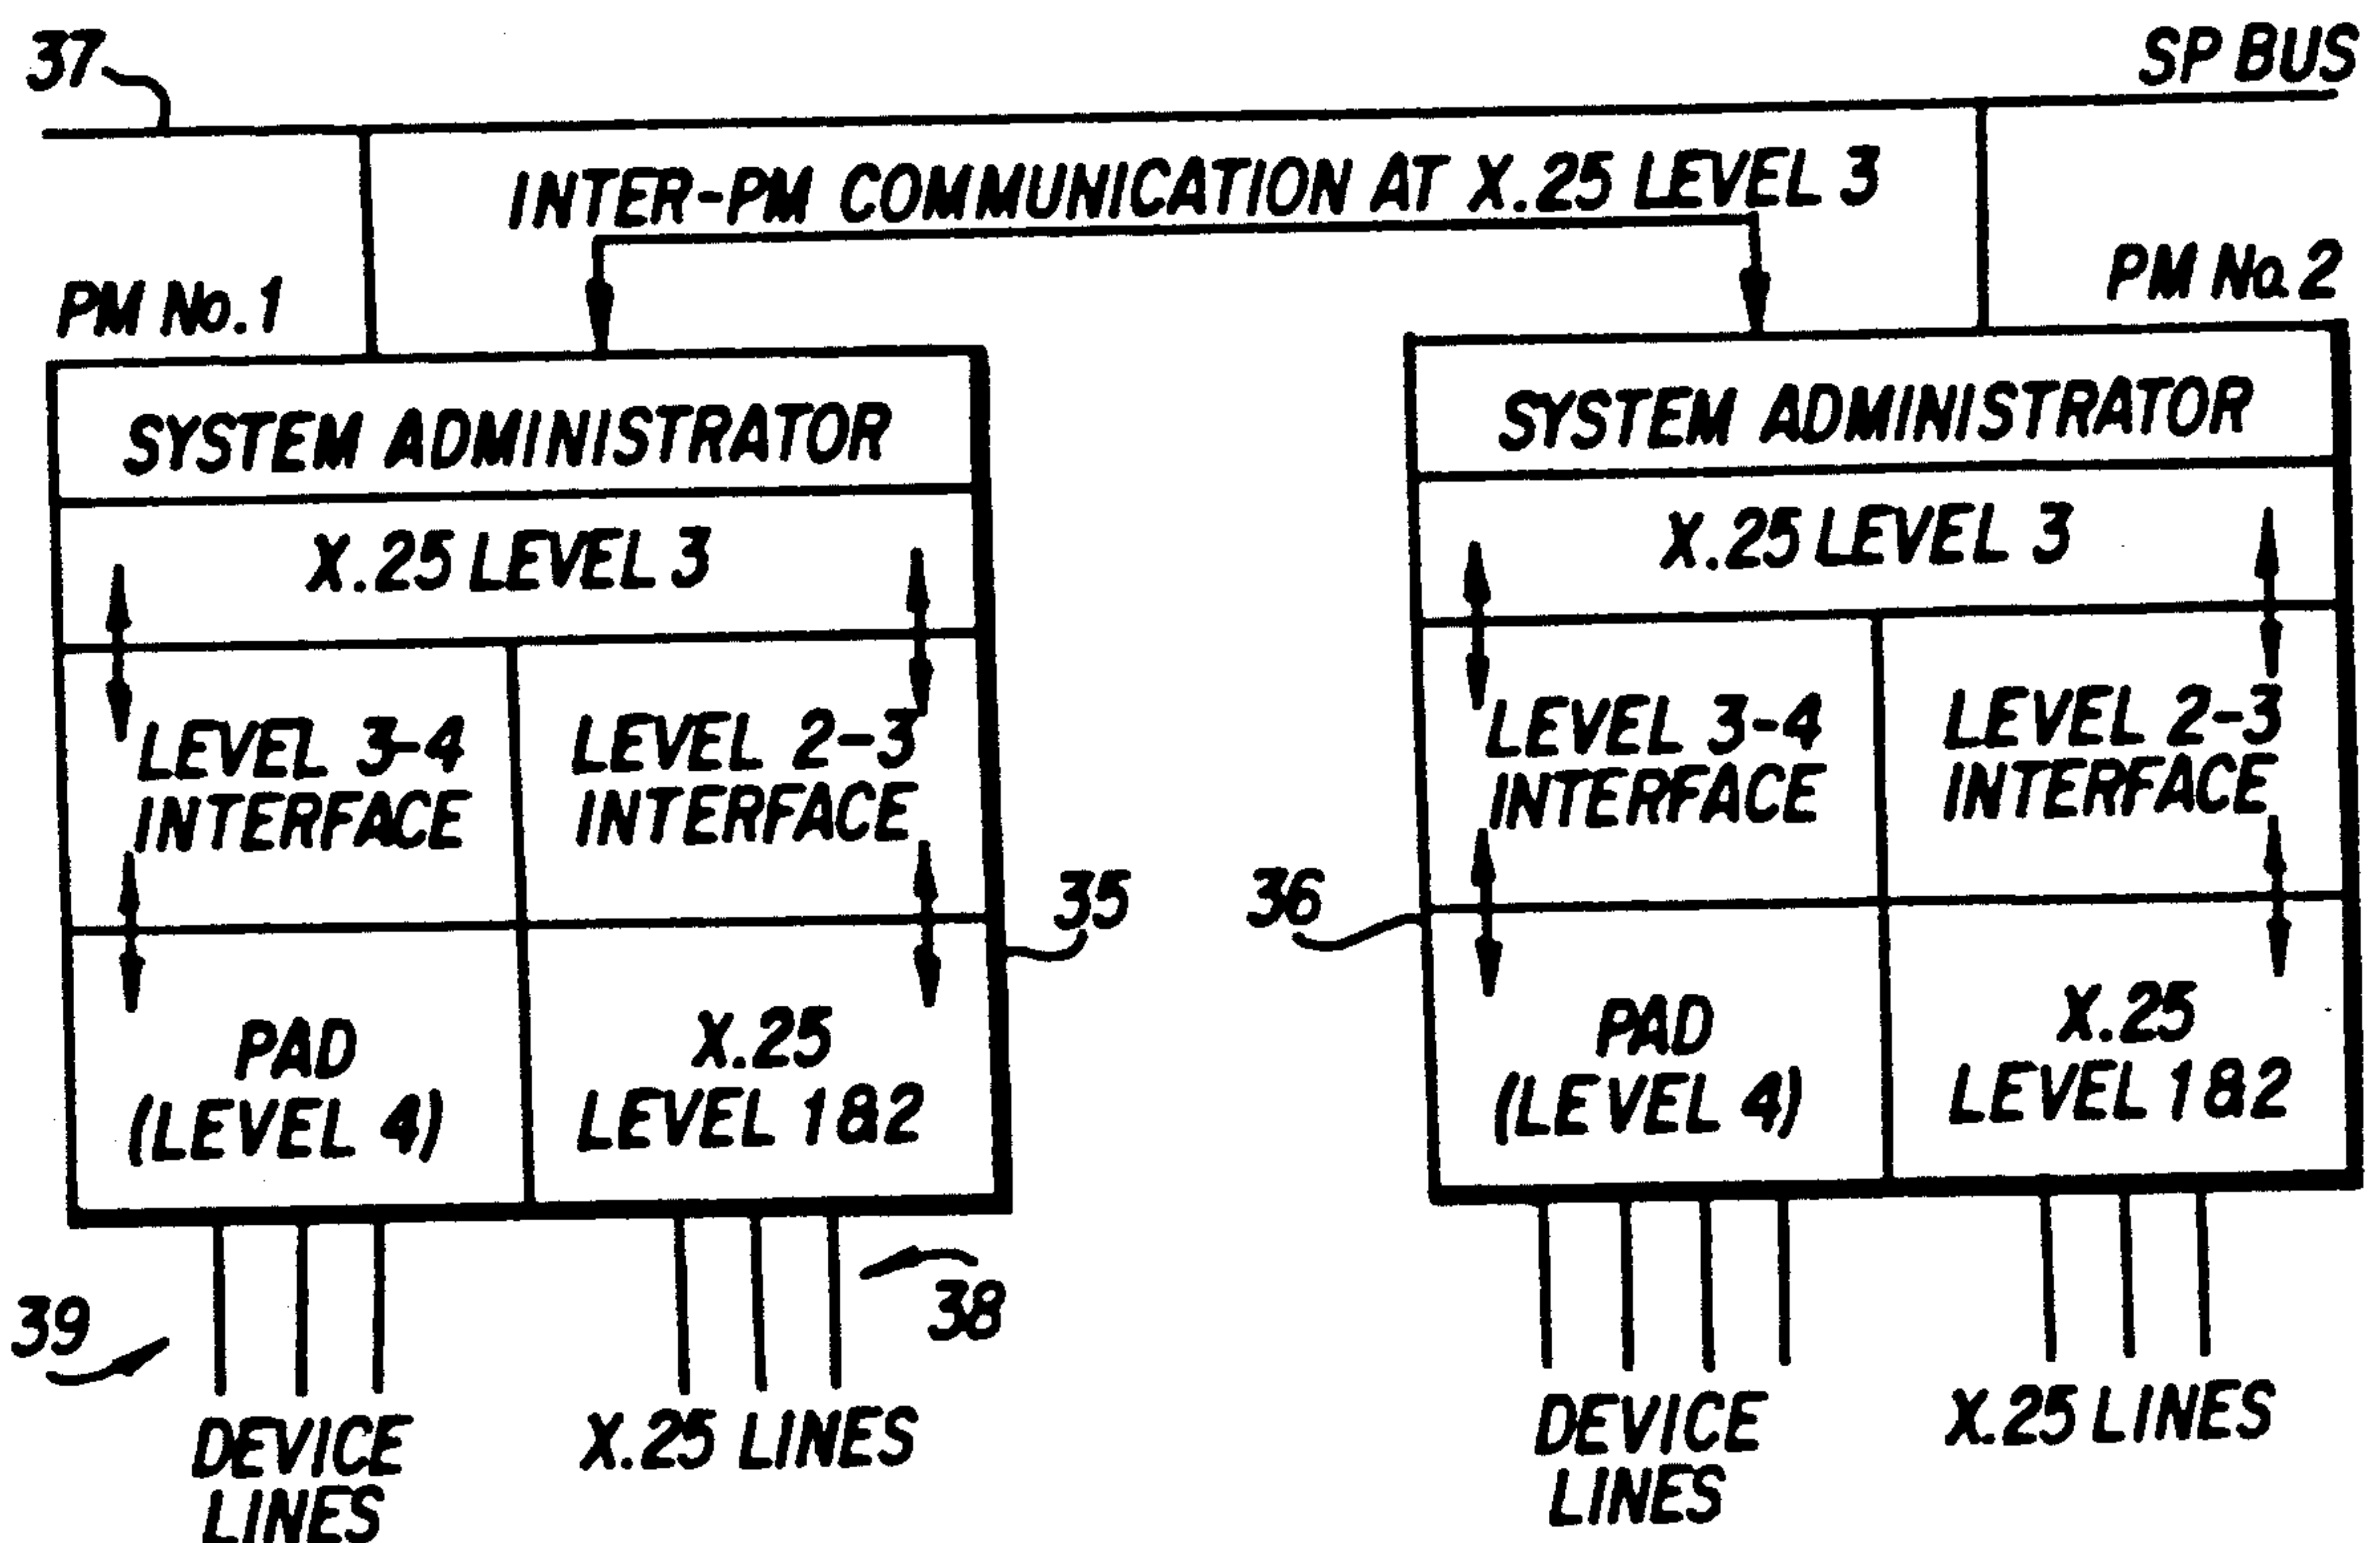 37
SP BUS
INTER-PM COMMUNICATION AT X.25 LEVEL 3
PM No. 1
PM No. 2
SYSTEM ADMINISTRATOR
X.25 LEVEL 3
LEVEL 3-4
INTERFACE
LEVEL 2-3
INTERFACE
PAD
(LEVEL 4)
X.25
LEVEL 1&2
35
39
38
DEVICE
LINES
X.25 LINES
SYSTEM ADMINISTRATOR
X.25 LEVEL 3
LEVEL 3-4
INTERFACE
LEVEL 2-3
INTERFACE
36
PAD
(LEVEL 4)
X.25
LEVEL 1&2
DEVICE
LINES
X.25 LINES